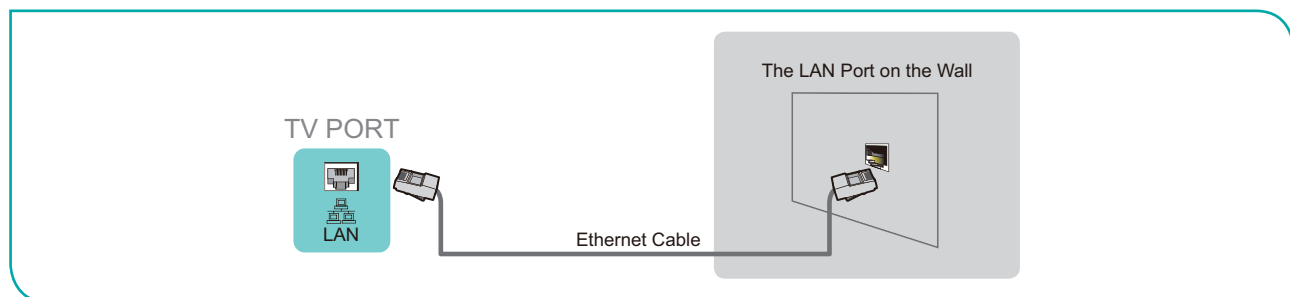 The LAN Port on the Wall
TV PORT
LAN
Ethernet Cable